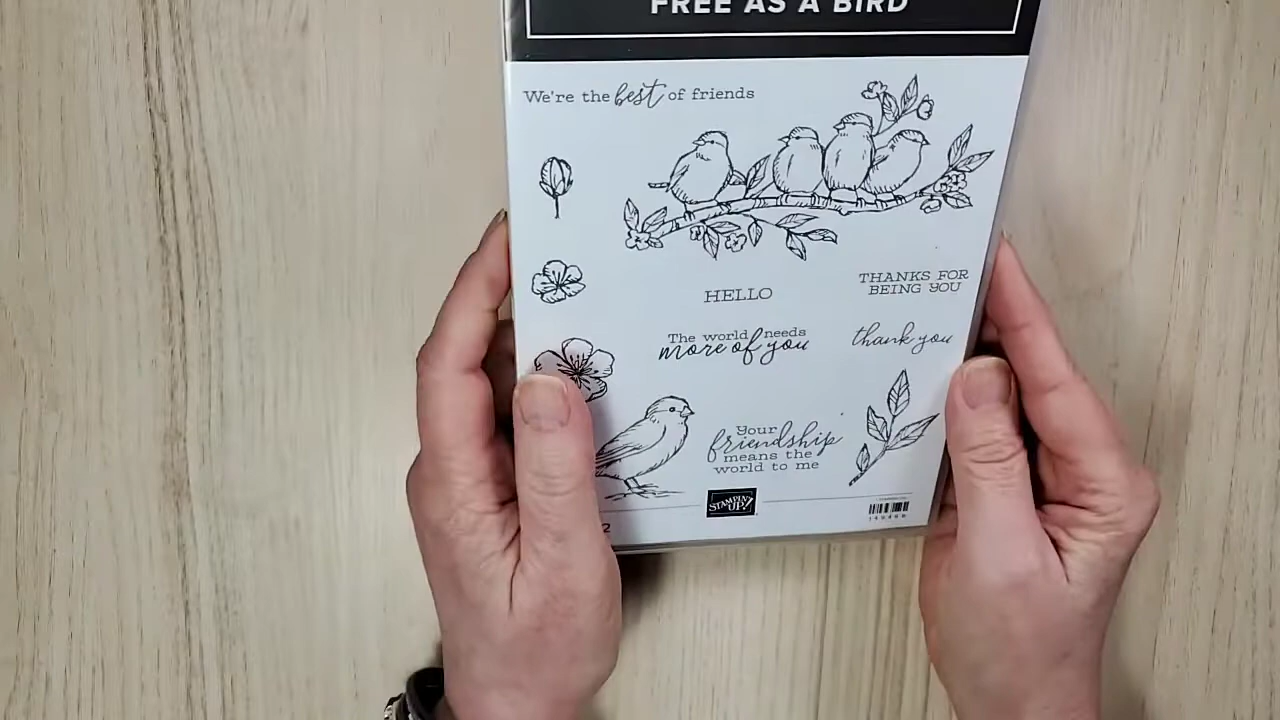 FREE AS A BIRD
We're the best of friends
THANKS FOR
BEING YOU
HELLO
The world needs
more of you
thank you
your
friendship
means the
world to me
STAMPIN'
UP!
2